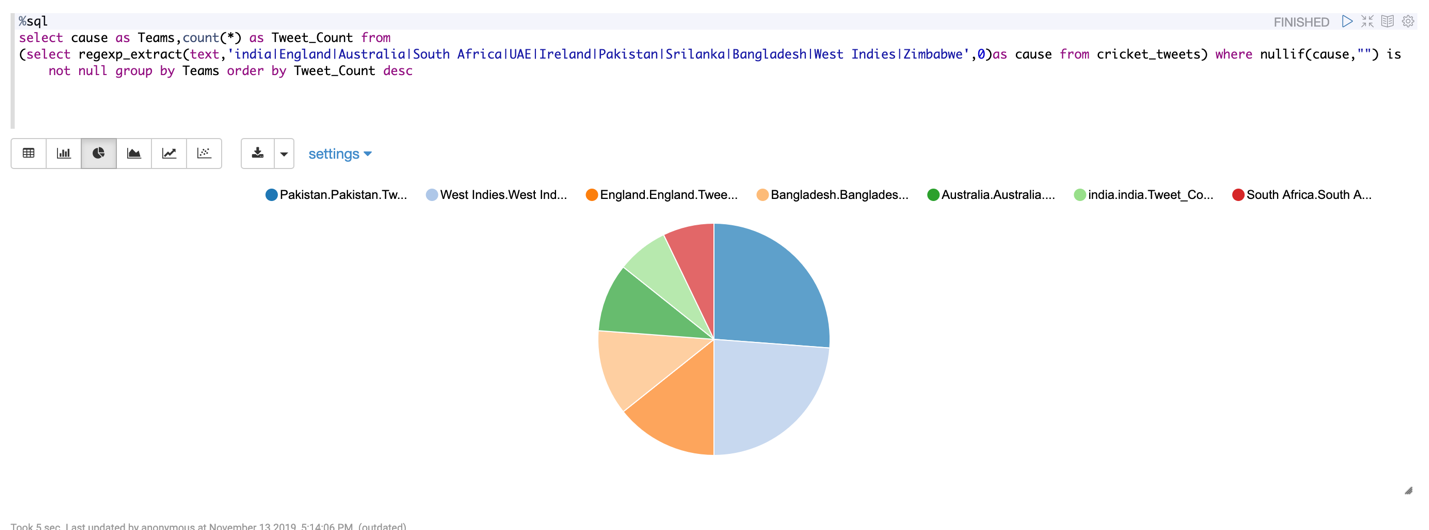 %sql
FINISHED
select cause as Teams,count(*) as Tweet_Count from
(select regexp_extract(text,'india|England|Australia|South Africa|UAE|Ireland|Pakistan|Srilanka|Bangladesh|West Indies|Zimbabwe',0)as cause from cricket_tweets) where nullif(cause,"") is
not null group by Teams order by Tweet_Count desc
settings
Pakistan.Pakistan.Tw... West Indies.West Ind... England.England.Twee... Bangladesh.Banglades... Australia.Australia.... india.india.Tweet_Co... South Africa.South A...
Took 5 sec. Last updated by anonymous at November 13 2019, 5:14:06 PM. (outdated)